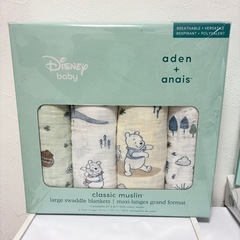 BREATHABLE + VERSATILE
RESPIRANT + POLYVALENT
Disney
baby
aden
+
anais
classic muslin
large swaddle blankets / maxi-langes grand format